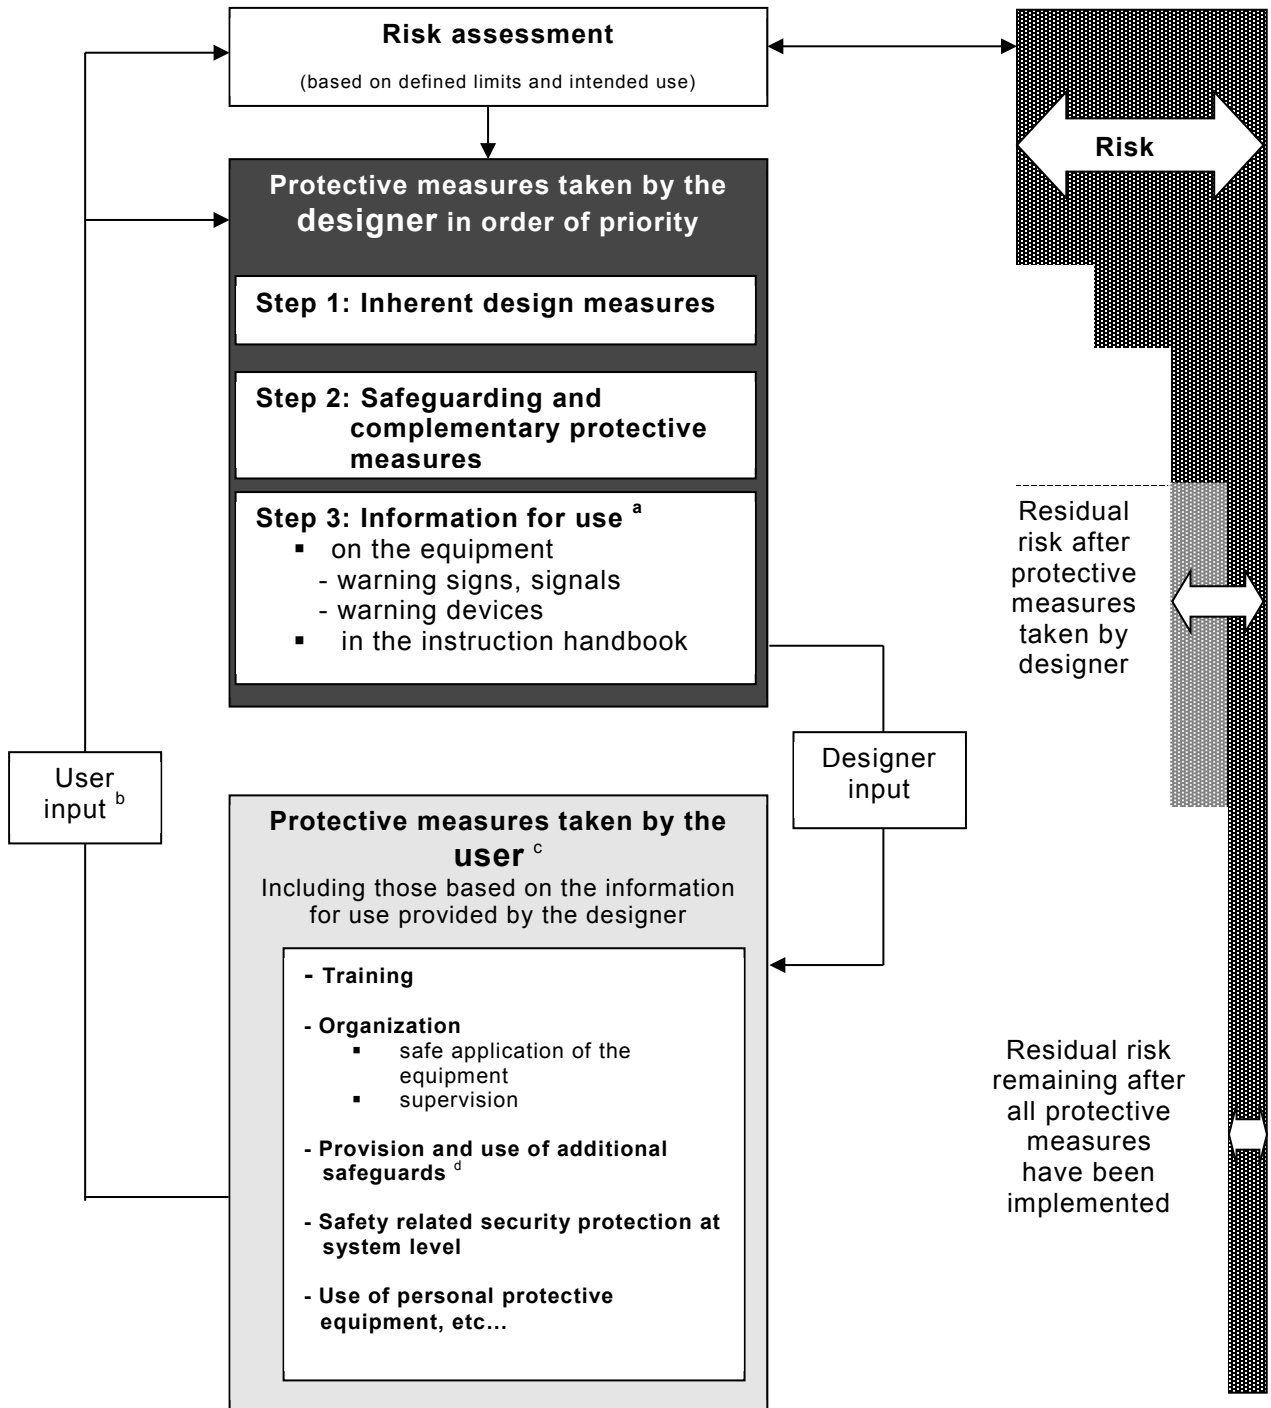 Risk assessment
(based on defined limits and intended use)
Risk
Protective measures taken by the
designer in order of priority
Step 1: Inherent design measures
Step 2: Safeguarding and
complementary protective
measures
Step 3: Information for use a
▪ on the equipment
- warning signs, signals
- warning devices
▪ in the instruction handbook
Residual
risk after
protective
measures
taken by
designer
User
input b
Designer
input
Protective measures taken by the
user c
Including those based on the information
for use provided by the designer
- Training
- Organization
▪ safe application of the
equipment
▪ supervision
- Provision and use of additional
safeguards d
- Safety related security protection at
system level
- Use of personal protective
equipment, etc...
Residual risk
remaining after
all protective
measures
have been
implemented